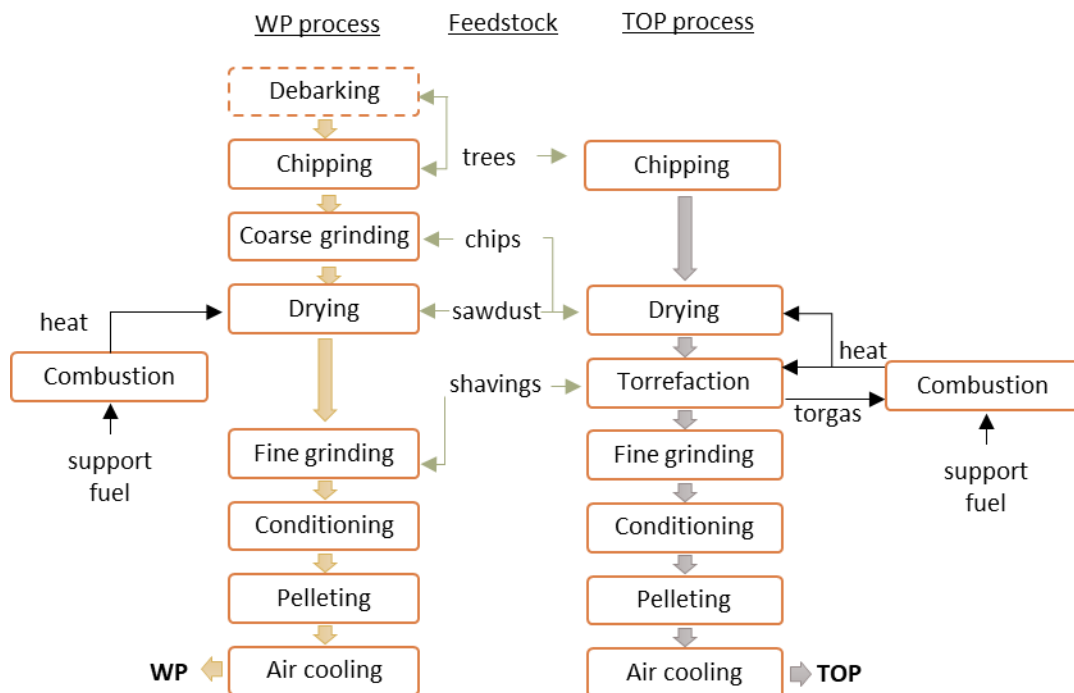 WP process
Feedstock
TOP process
Debarking
Chipping
trees
Chipping
Coarse grinding
chips
heat
Drying
sawdust
Drying
Combustion
shavings
Torrefaction
heat
Combustion
torgas
support
fuel
Fine grinding
Fine grinding
support
fuel
Conditioning
Conditioning
Pelleting
Pelleting
WP
Air cooling
Air cooling
TOP